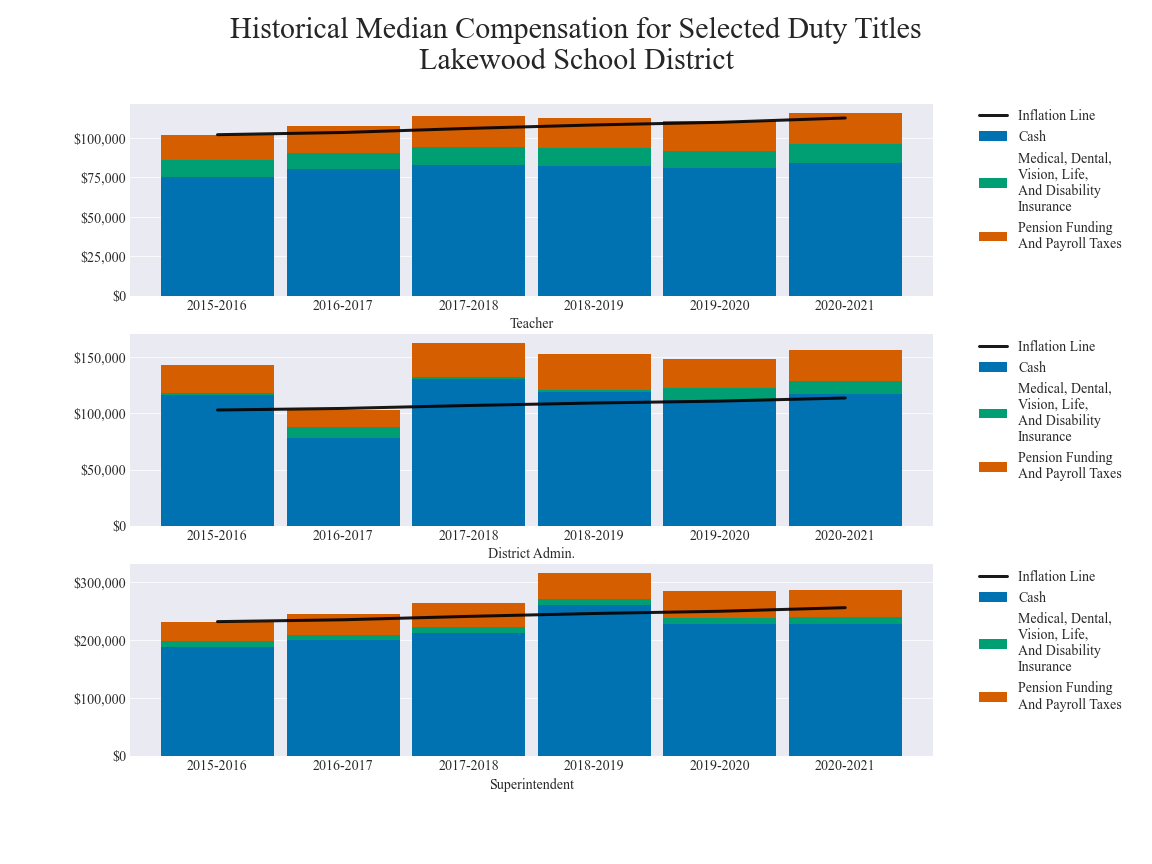 Historical Median Compensation for Selected Duty Titles
Lakewood School District
$100,000
$75,000
$50,000
$25,000
$0
2015-2016 2016-2017 2017-2018 2018-2019 2019-2020 2020-2021
Teacher
Inflation Line
Cash
Medical, Dental,
Vision, Life,
And Disability
Insurance
Pension Funding
And Payroll Taxes
$150,000
$100,000
$50,000
$0
2015-2016 2016-2017 2017-2018 2018-2019 2019-2020 2020-2021
District Admin.
Inflation Line
Cash
Medical, Dental,
Vision, Life,
And Disability
Insurance
Pension Funding
And Payroll Taxes
$300,000
$200,000
$100,000
$0
2015-2016 2016-2017 2017-2018 2018-2019 2019-2020 2020-2021
Superintendent
Inflation Line
Cash
Medical, Dental,
Vision, Life,
And Disability
Insurance
Pension Funding
And Payroll Taxes